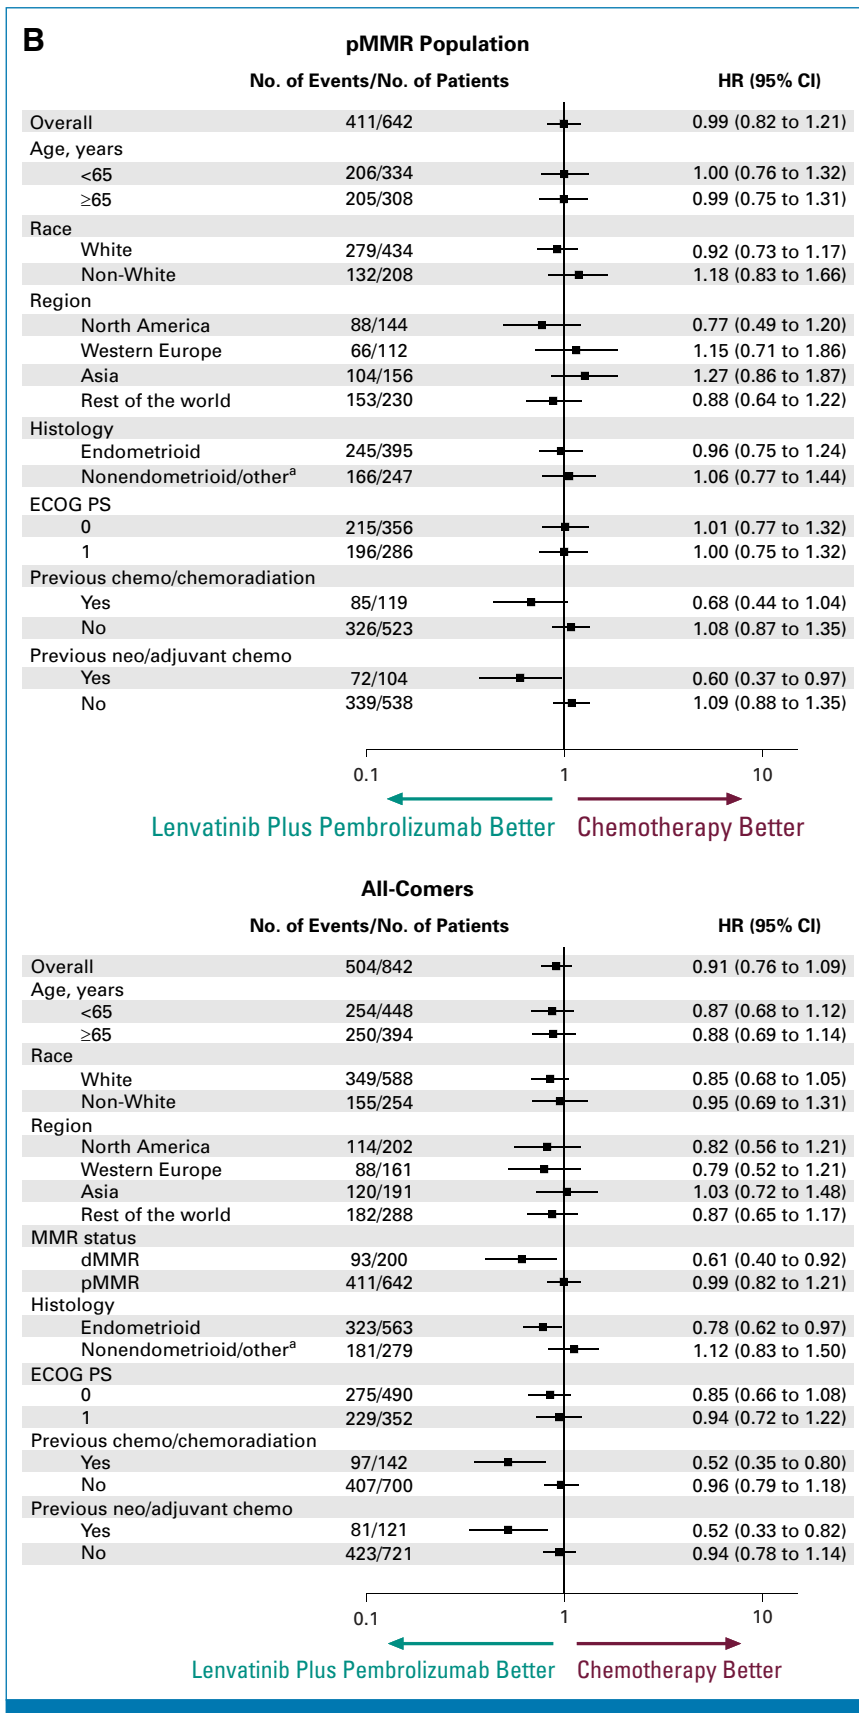 B
pMMR Population
No. of Events/No. of Patients HR (95% CI)
Overall 411/642 0.99 (0.82 to 1.21)
Age, years
<65 206/334 1.00 (0.76 to 1.32)
≥65 205/308 0.99 (0.75 to 1.31)
Race
White 279/434 0.92 (0.73 to 1.17)
Non-White 132/208 1.18 (0.83 to 1.66)
Region
North America 88/144 0.77 (0.49 to 1.20)
Western Europe 66/112 1.15 (0.71 to 1.86)
Asia 104/156 1.27 (0.86 to 1.87)
Rest of the world 153/230 0.88 (0.64 to 1.22)
Histology
Endometrioid 245/395 0.96 (0.75 to 1.24)
Nonendometrioid/otherᵃ 166/247 1.06 (0.77 to 1.44)
ECOG PS
0 215/356 1.01 (0.77 to 1.32)
1 196/286 1.00 (0.75 to 1.32)
Previous chemo/chemoradiation
Yes 85/119 0.68 (0.44 to 1.04)
No 326/523 1.08 (0.87 to 1.35)
Previous neo/adjuvant chemo
Yes 72/104 0.60 (0.37 to 0.97)
No 339/538 1.09 (0.88 to 1.35)
0.1 1 10
Lenvatinib Plus Pembrolizumab Better Chemotherapy Better
All-Comers
No. of Events/No. of Patients HR (95% CI)
Overall 504/842 0.91 (0.76 to 1.09)
Age, years
<65 254/448 0.87 (0.68 to 1.12)
≥65 250/394 0.88 (0.69 to 1.14)
Race
White 349/588 0.85 (0.68 to 1.05)
Non-White 155/254 0.95 (0.69 to 1.31)
Region
North America 114/202 0.82 (0.56 to 1.21)
Western Europe 88/161 0.79 (0.52 to 1.21)
Asia 120/191 1.03 (0.72 to 1.48)
Rest of the world 182/288 0.87 (0.65 to 1.17)
MMR status
dMMR 93/200 0.61 (0.40 to 0.92)
pMMR 411/642 0.99 (0.82 to 1.21)
Histology
Endometrioid 323/563 0.78 (0.62 to 0.97)
Nonendometrioid/otherᵃ 181/279 1.12 (0.83 to 1.50)
ECOG PS
0 275/490 0.85 (0.66 to 1.08)
1 229/352 0.94 (0.72 to 1.22)
Previous chemo/chemoradiation
Yes 97/142 0.52 (0.35 to 0.80)
No 407/700 0.96 (0.79 to 1.18)
Previous neo/adjuvant chemo
Yes 81/121 0.52 (0.33 to 0.82)
No 423/721 0.94 (0.78 to 1.14)
0.1 1 10
Lenvatinib Plus Pembrolizumab Better Chemotherapy Better